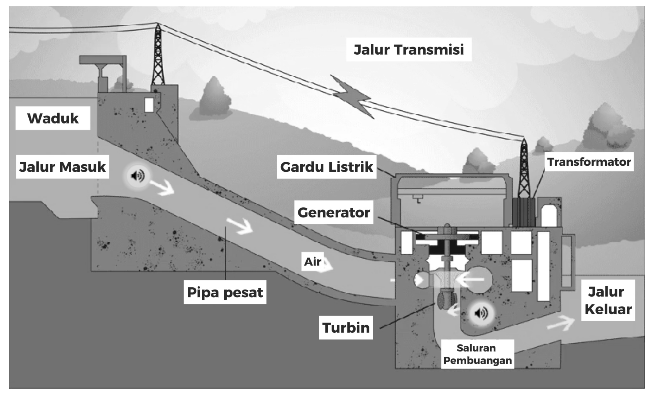 Jalur Transmisi
Waduk
Jalur Masuk
Gardu Listrik
Transformator
Generator
Air
Pipa pesat
Turbin
Jalur
Keluar
Saluran
Pembuangan